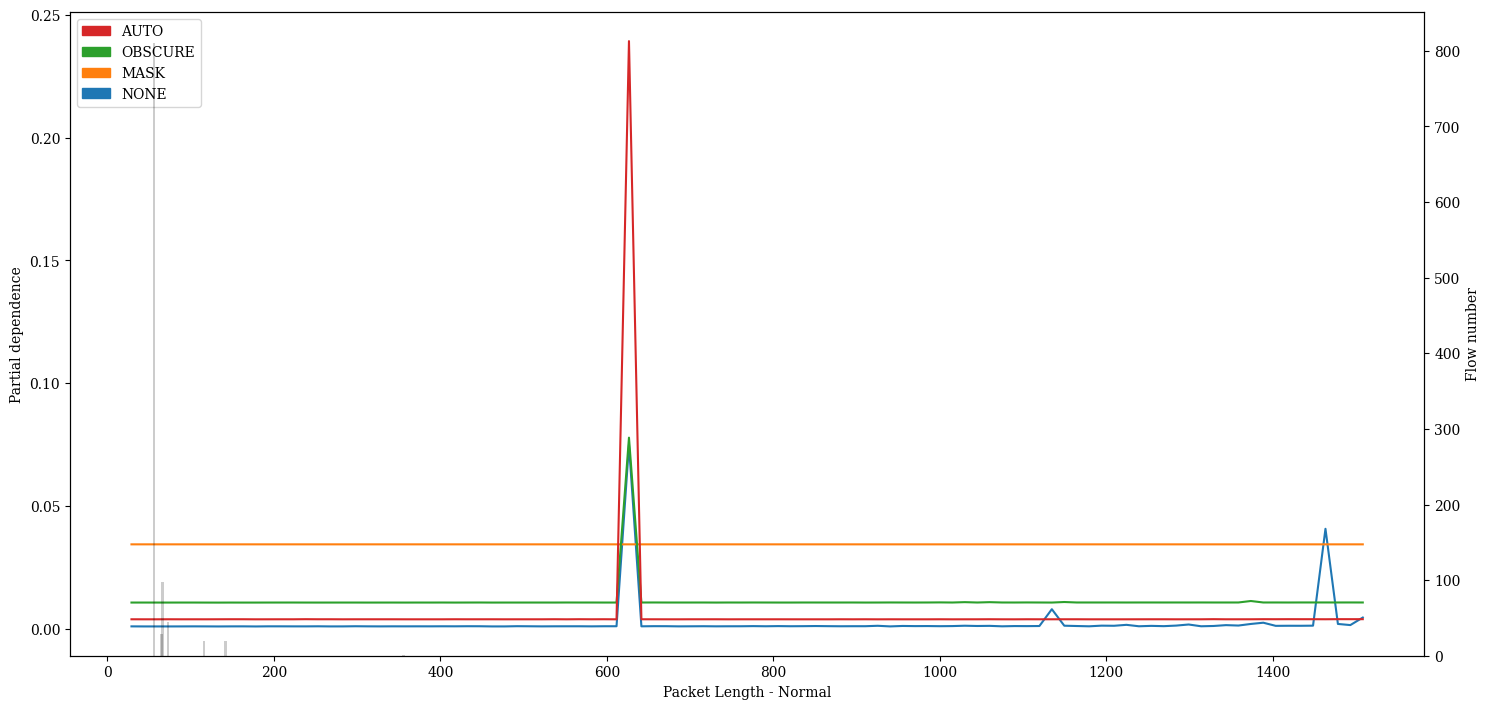 AUTO
OBSCURE
MASK
NONE
0.25
0.20
0.15
0.10
0.05
0.00
Partial dependence
800
700
600
500
400
300
200
100
0
Flow number
0 200 400 600 800 1000 1200 1400
Packet Length - Normal